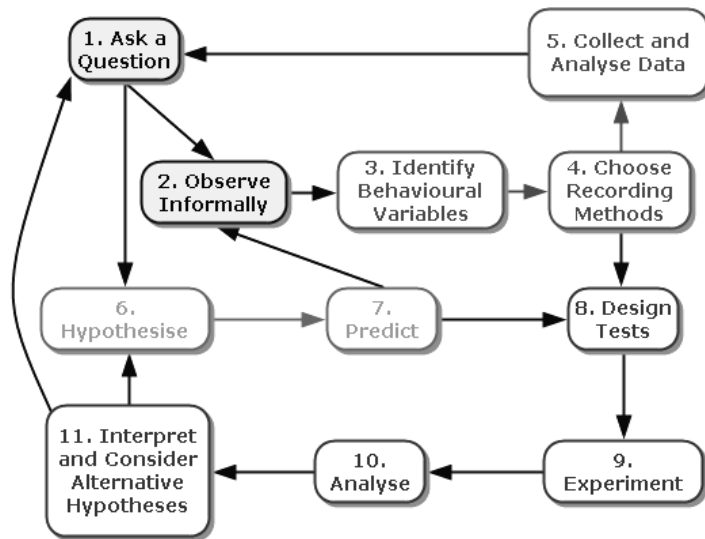 1. Ask a
Question
5. Collect and
Analyse Data
2. Observe
Informally
3. Identify
Behavioural
Variables
4. Choose
Recording
Methods
6.
Hypothesise
7.
Predict
8. Design
Tests
11. Interpret
and Consider
Alternative
Hypotheses
10.
Analyse
9.
Experiment